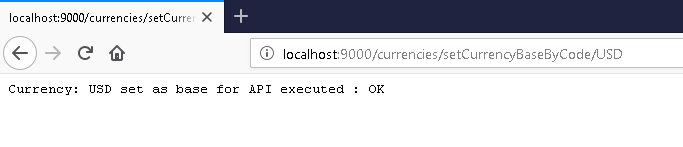 localhost:9000/currencies/setCurren
localhost:9000/currencies/setCurrencyBaseByCode/USD
Currency: USD set as base for API executed : OK